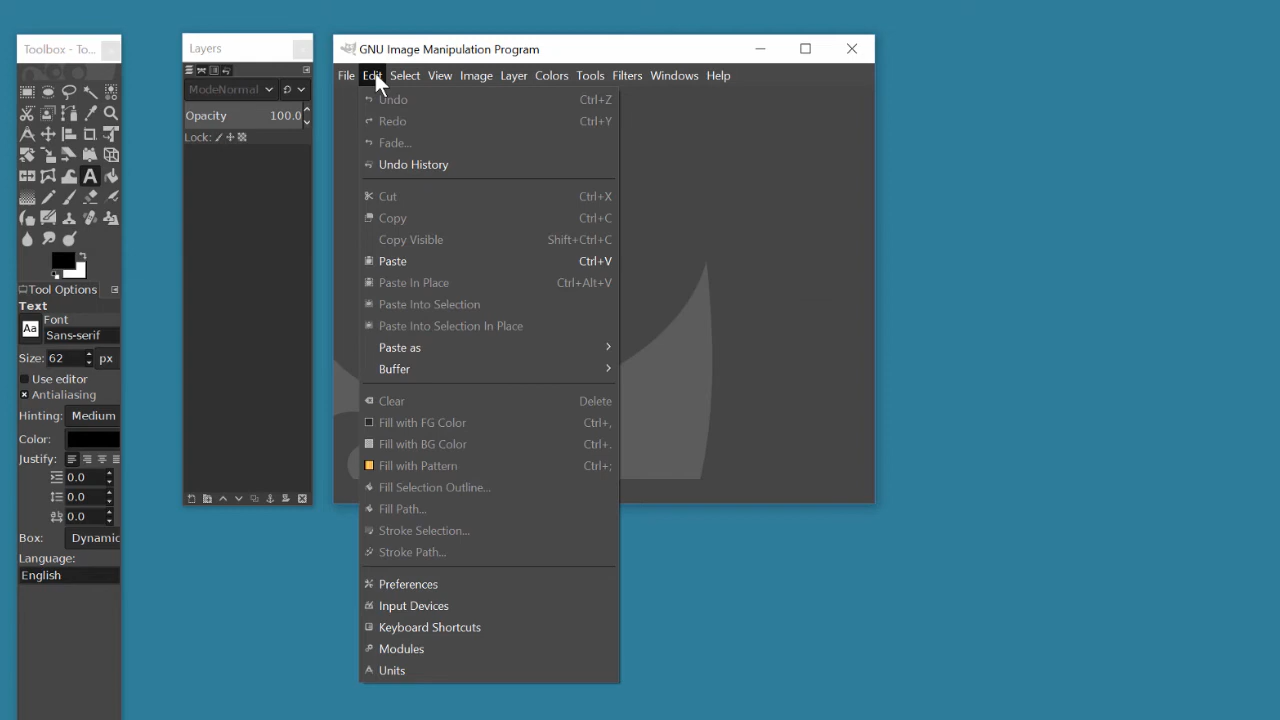 Toolbox - To...
Layers
GNU Image Manipulation Program
File Edit Select View Image Layer Colors Tools Filters Windows Help
ModeNormal
Opacity 100.0
Lock:
Undo Ctrl+Z
Redo Ctrl+Y
Fade...
Undo History
Cut Ctrl+X
Copy Ctrl+C
Copy Visible Shift+Ctrl+C
Paste Ctrl+V
Paste In Place Ctrl+Alt+V
Paste Into Selection
Paste Into Selection In Place
Paste as
Buffer
Clear Delete
Fill with FG Color Ctrl+,
Fill with BG Color Ctrl+.
Fill with Pattern Ctrl+;
Fill Selection Outline...
Fill Path...
Stroke Selection...
Stroke Path...
Preferences
Input Devices
Keyboard Shortcuts
Modules
Units
Tool Options
Text
Font
Aa Sans-serif
Size: 62 px
Use editor
Antialiasing
Hinting: Medium
Color:
Justify:
0.0
0.0
0.0
Box: Dynamic
Language:
English